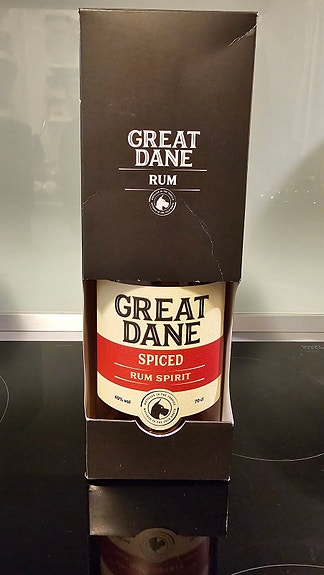 GREAT
DANE
RUM
GREAT
DANE
SPICED
RUM SPIRIT
40% vol
70 cl